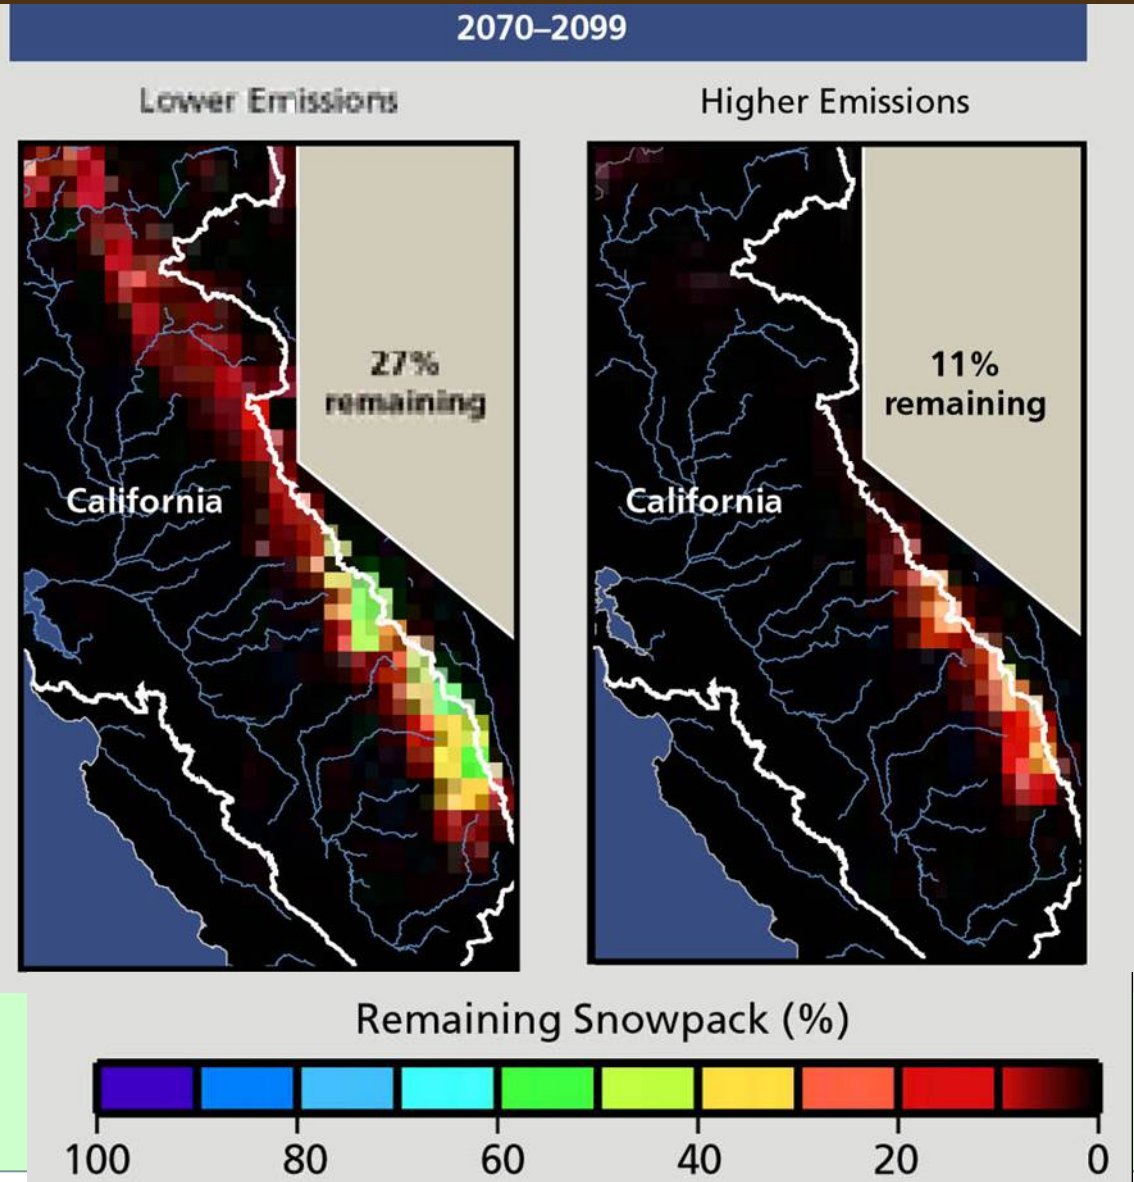 2070–2099
Lower Emissions
Higher Emissions
27%
remaining
11%
remaining
California
California
Remaining Snowpack (%)
100 80 60 40 20 0